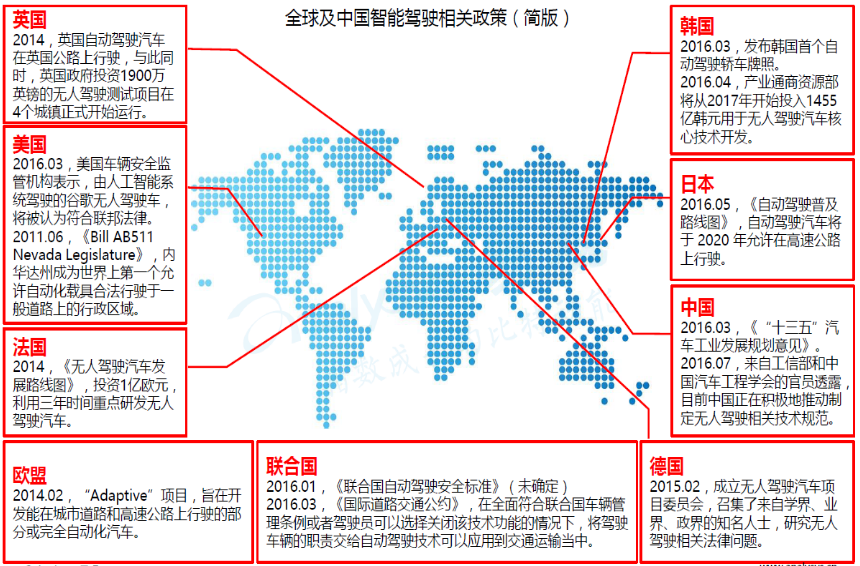 全球及中国智能驾驶相关政策（简版）
英国
2014，英国自动驾驶汽车
在英国公路上行驶，与此同
时，英国政府投资1900万
英镑的无人驾驶测试项目在
4个城镇正式开始运行。
美国
2016.03，美国车辆安全监
管机构表示，由人工智能系
统驾驶的谷歌无人驾驶车，
将被认为符合联邦法律。
2011.06，《Bill AB511
Nevada Legislature》，内
华达州成为世界上第一个允
许自动化载具合法行驶于一
般道路上的行政区域。
法国
2014，《无人驾驶汽车发
展路线图》，投资1亿欧元，
利用三年时间重点研发无人
驾驶汽车。
韩国
2016.03，发布韩国首个自
动驾驶轿车牌照。
2016.04，产业通商资源部
将从2017年开始投入1455
亿韩元用于无人驾驶汽车核
心技术开发。
日本
2016.05，《自动驾驶普及
路线图》，自动驾驶汽车将
于 2020 年允许在高速公路
上行驶。
中国
2016.03，《“十三五”汽
车工业发展规划意见》。
2016.07，来自工信部和中
国汽车工程学会的官员透露，
目前中国正在积极地推动制
定无人驾驶相关技术规范。
欧盟
2014.02，“Adaptive”项目，旨在开
发能在城市道路和高速公路上行驶的部
分或完全自动化汽车。
联合国
2016.01，《联合国自动驾驶安全标准》（未确定）
2016.03，《国际道路交通公约》，在全面符合联合国车辆管
理条例或者驾驶员可以选择关闭该技术功能的情况下，将驾驶
车辆的职责交给自动驾驶技术可以应用到交通运输当中。
德国
2015.02，成立无人驾驶汽车项
目委员会，召集了来自学界、业
界、政界的知名人士，研究无人
驾驶相关法律问题。